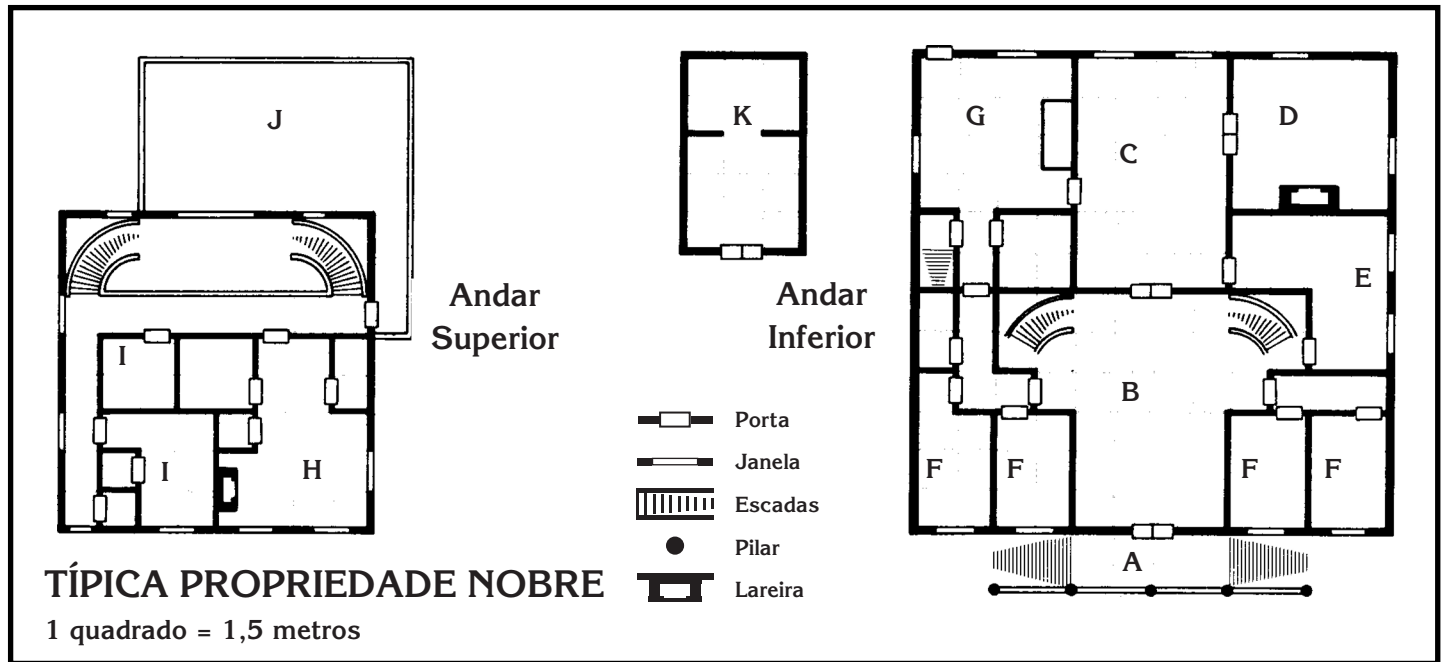 J
I
I
H
Andar
Superior
K
Andar
Inferior
G
C
D
E
B
F
F
F
F
A
Porta
Janela
Escadas
Pilar
Lareira
TÍPICA PROPRIEDADE NOBRE
1 quadrado = 1,5 metros